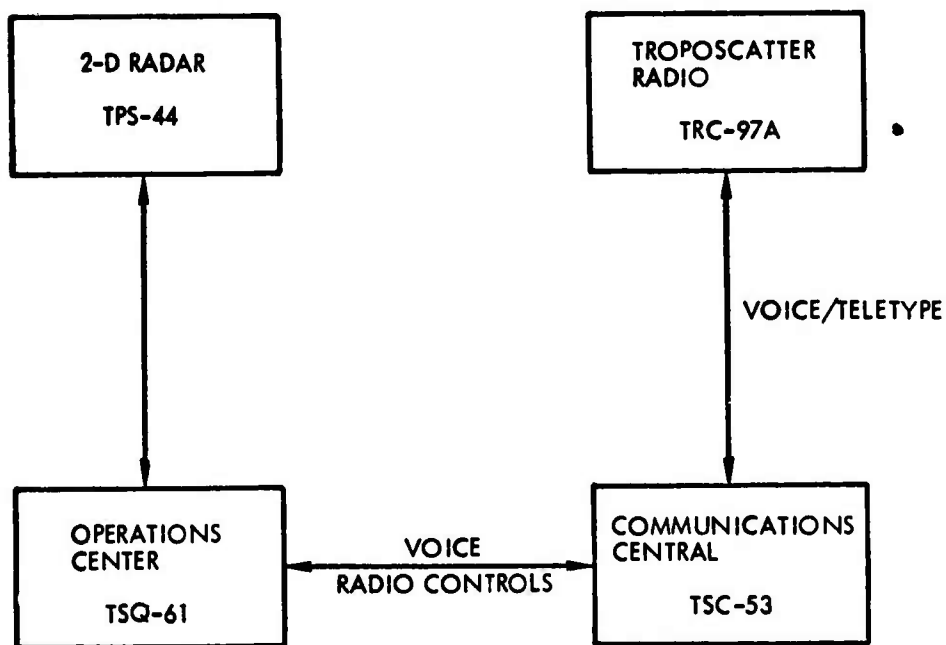 2-D RADAR
TPS-44
TROPOSCATTER
RADIO
TRC-97A
VOICE/TELETYPE
OPERATIONS
CENTER
TSQ-61
VOICE
RADIO CONTROLS
COMMUNICATIONS
CENTRAL
TSC-53